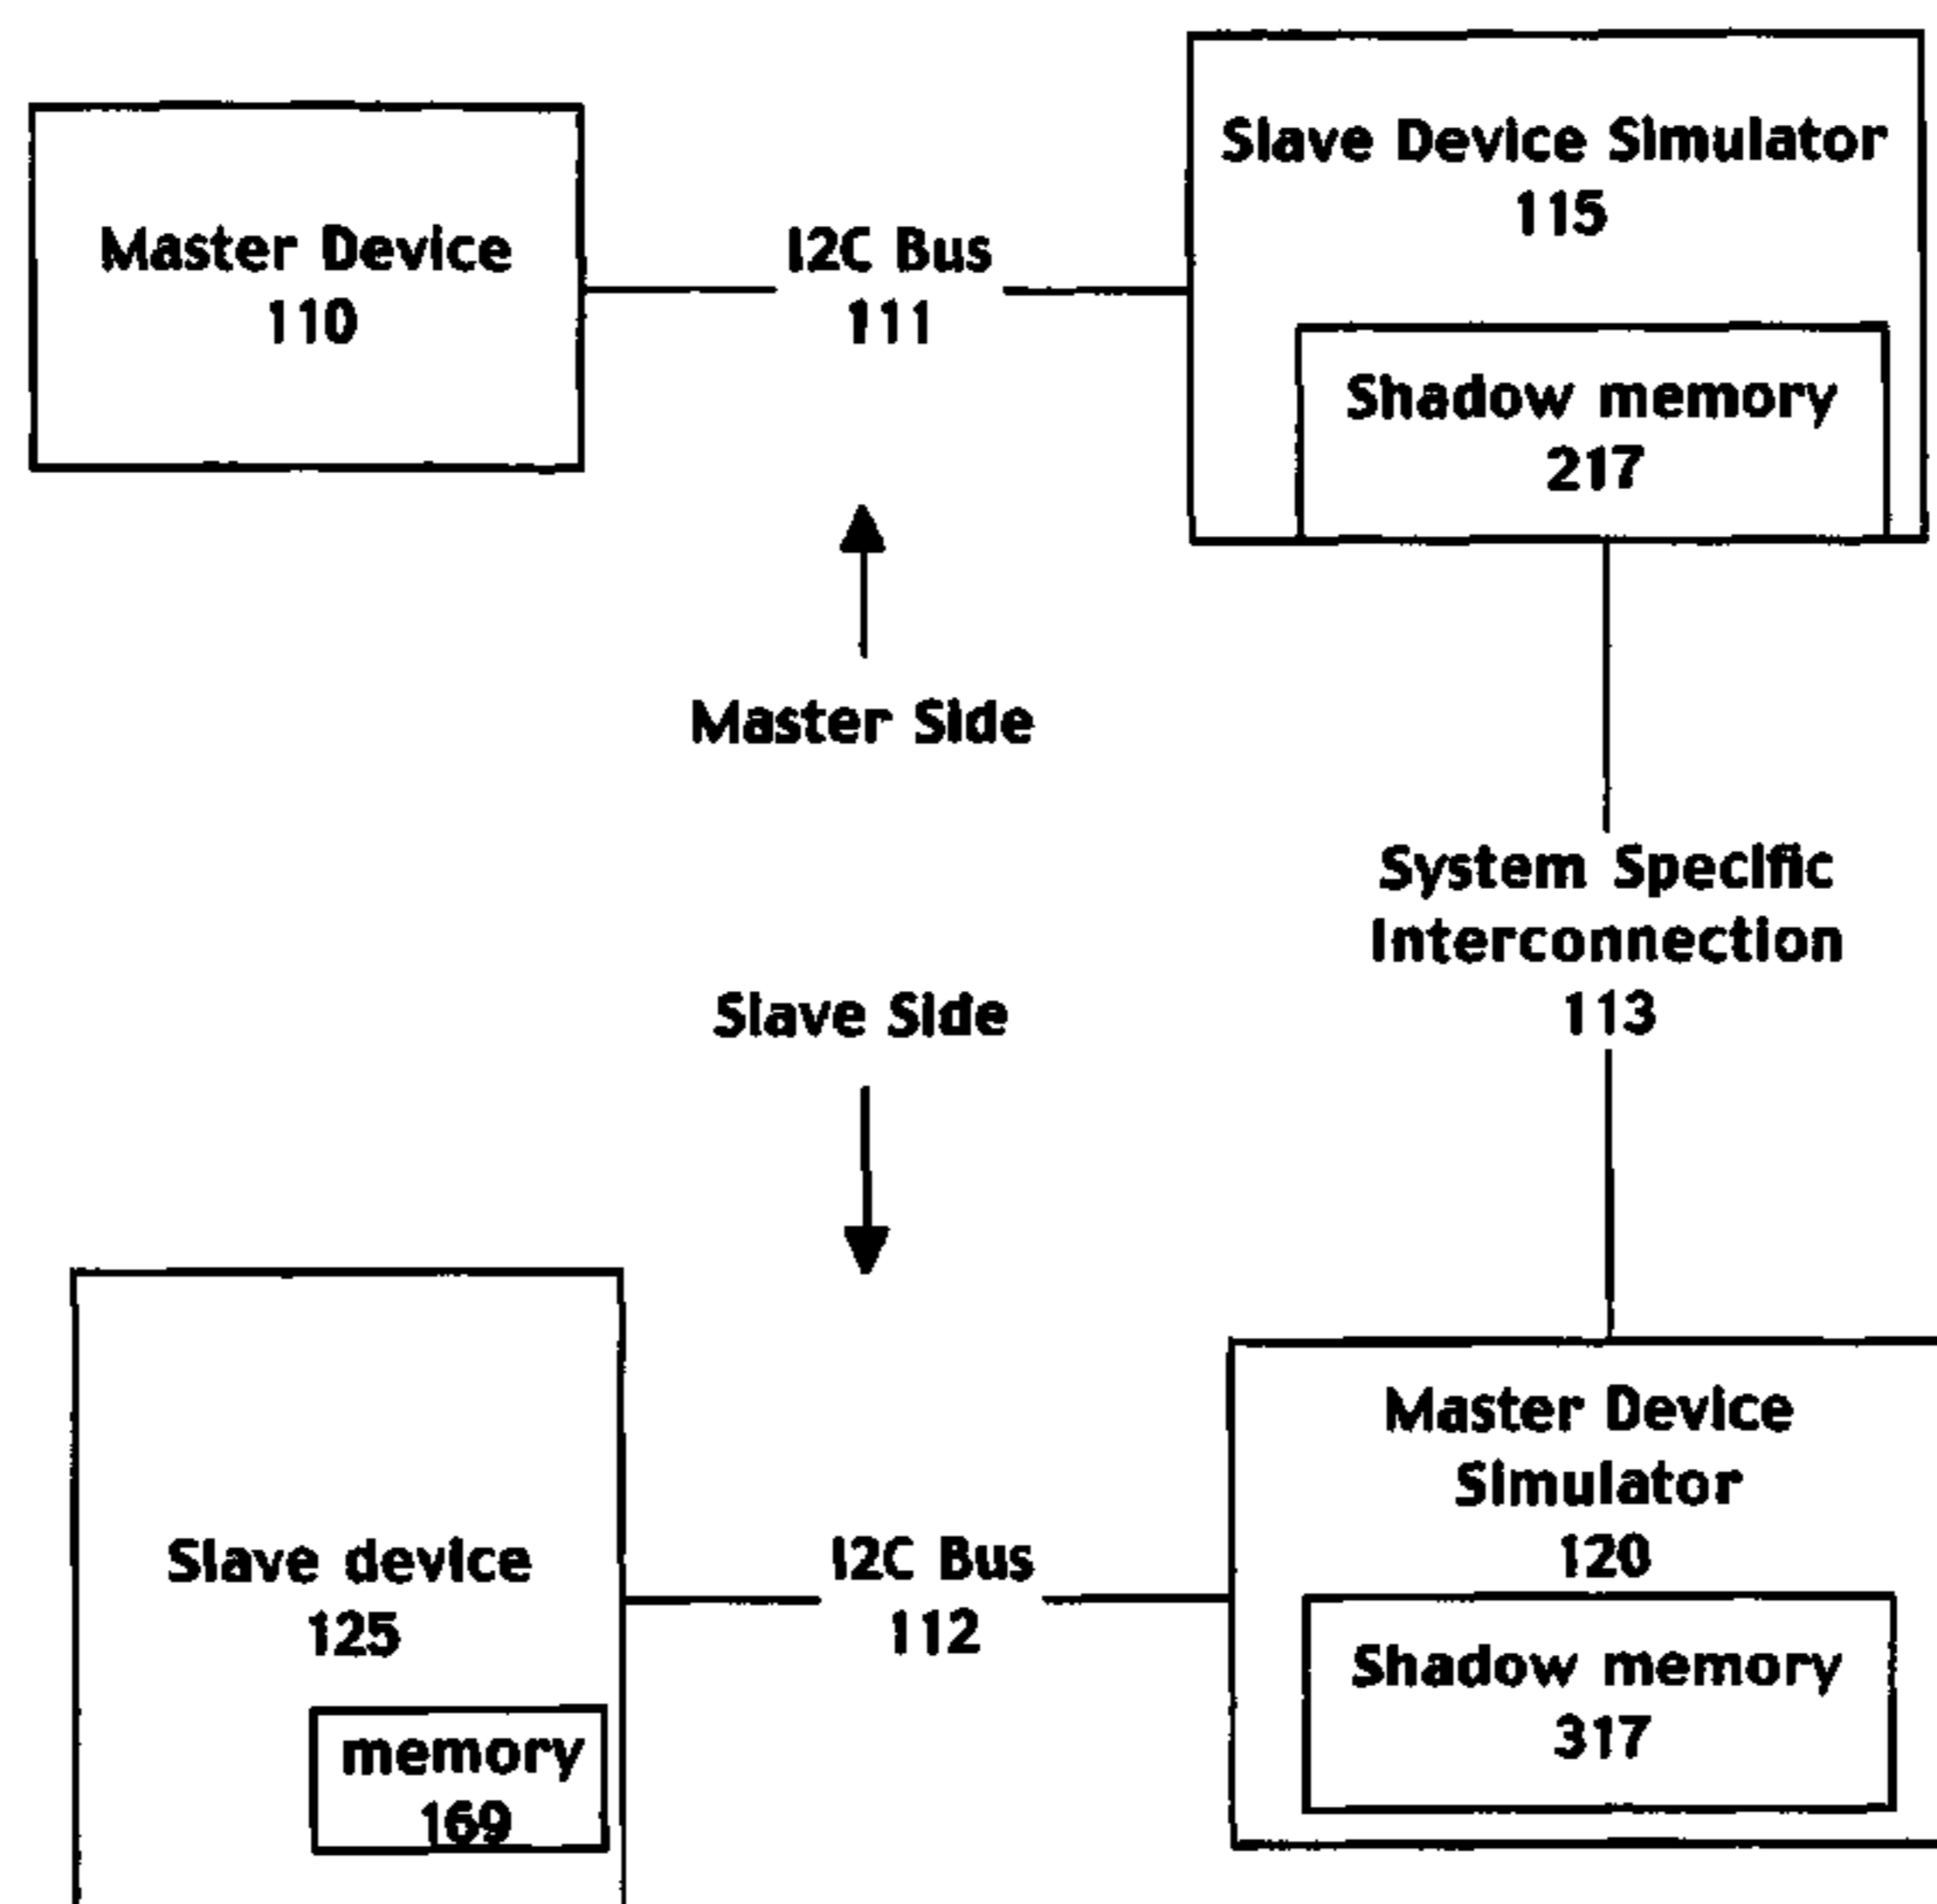 Master Device
110
I2C Bus
111
Slave Device Simulator
115
Shadow memory
217
Master Side
System Specific
Interconnection
113
Slave Side
Slave device
125
memory
169
I2C Bus
112
Master Device
Simulator
120
Shadow memory
317